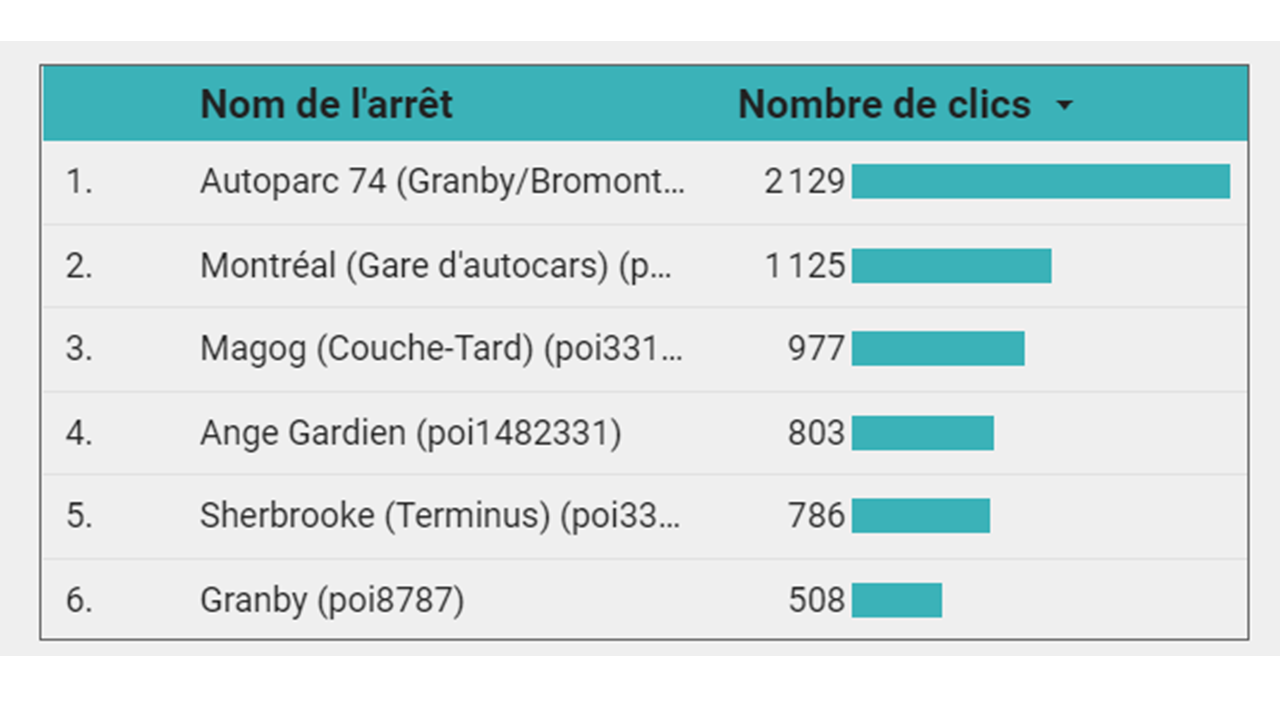 Nom de l'arrêt Nombre de clics
1. Autoparc 74 (Granby/Bromont... 2 129
2. Montréal (Gare d'autocars) (p... 1 125
3. Magog (Couche-Tard) (poi331... 977
4. Ange Gardien (poi1482331) 803
5. Sherbrooke (Terminus) (poi33... 786
6. Granby (poi8787) 508